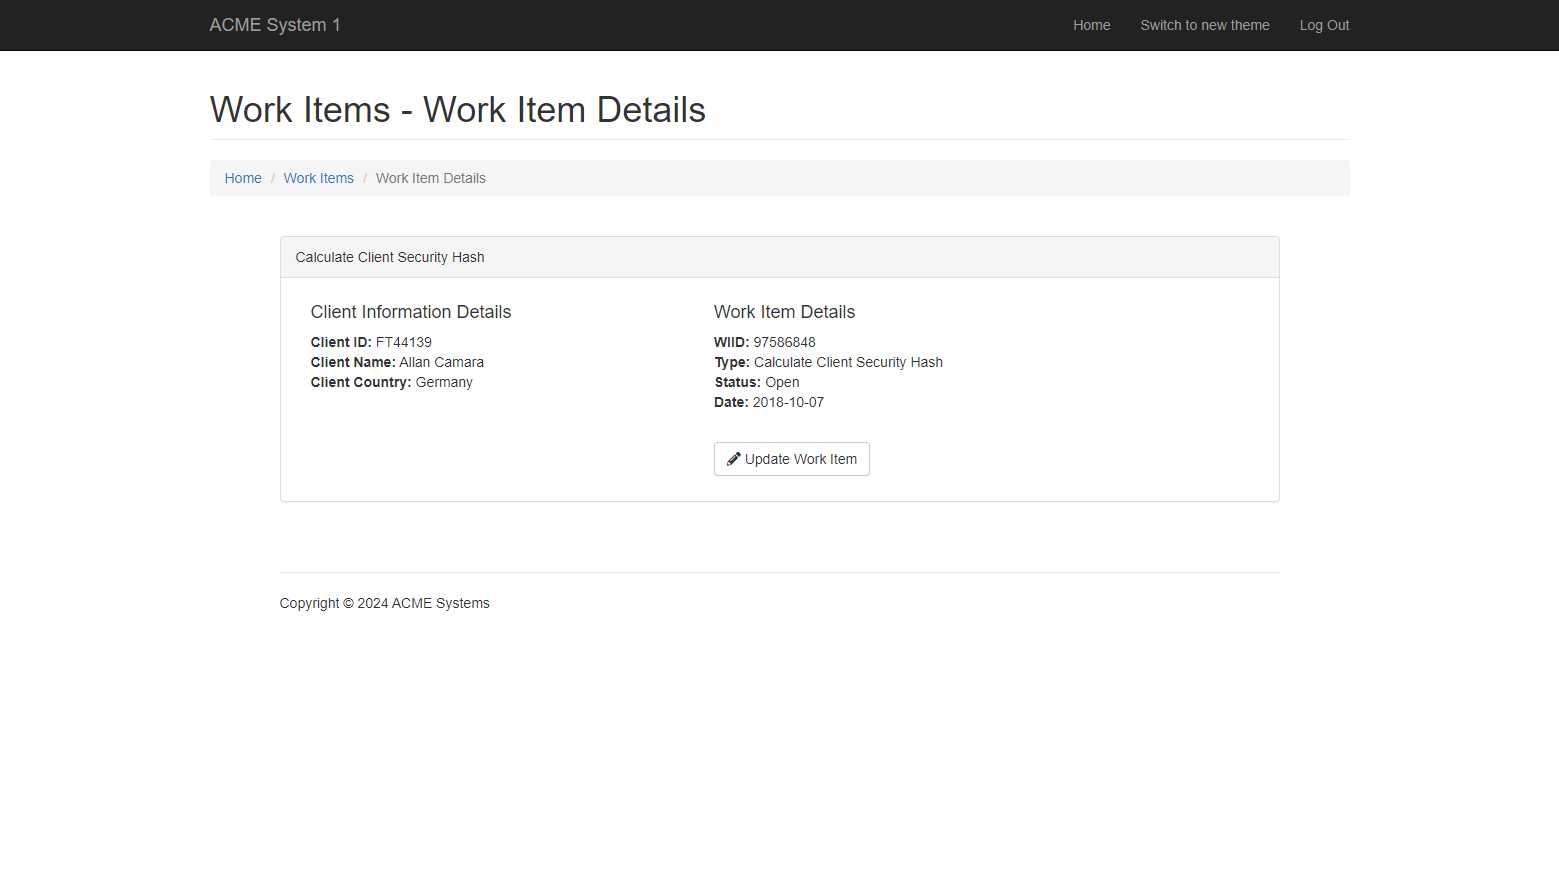 ACME System 1 Home Switch to new theme Log Out
Work Items - Work Item Details
Home / Work Items / Work Item Details
Calculate Client Security Hash
Client Information Details
Client ID: FT44139
Client Name: Allan Camara
Client Country: Germany
Work Item Details
WIID: 97586848
Type: Calculate Client Security Hash
Status: Open
Date: 2018-10-07
Update Work Item
Copyright © 2024 ACME Systems